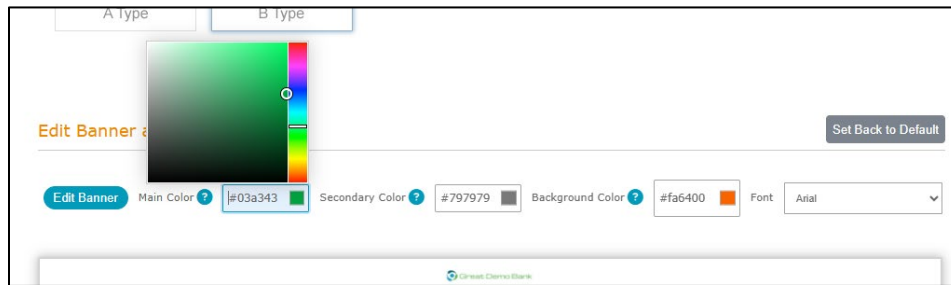 A Type
B Type
Edit Banner
Set Back to Default
Edit Banner
Main Color ?
#03a343
Secondary Color ?
#797979
Background Color ?
#fa6400
Font
Arial
Great Demo Bank